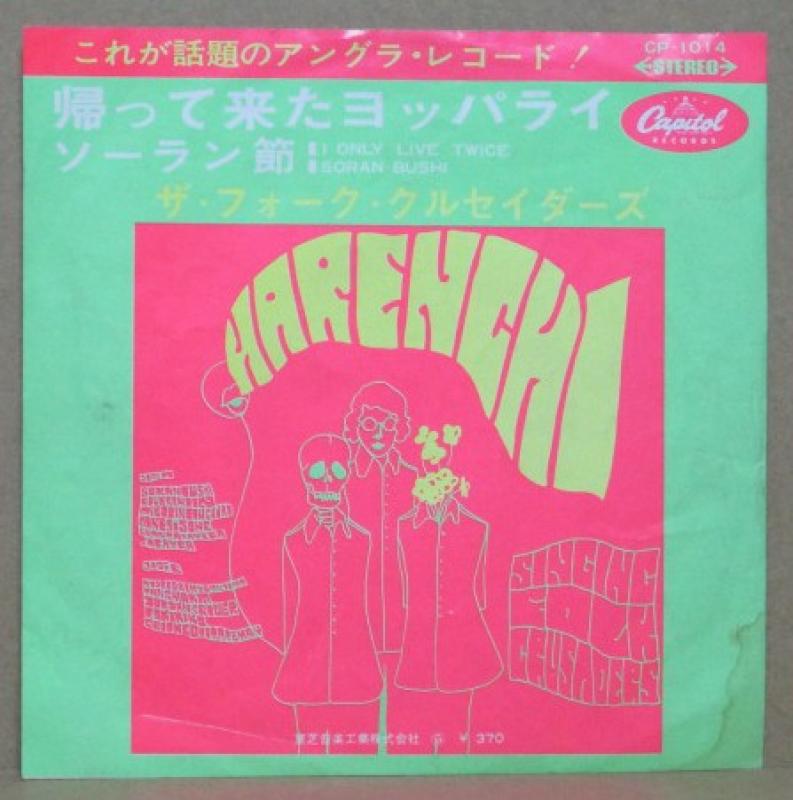 これが話題のアングラ・レコード！
CP-1014
STEREO
帰って来たヨッパライ
Capitol
RECORDS
ソーラン節
I ONLY LIVE TWICE
SORAN BUSHI
ザ・フォーク・クルセイダーズ
HARENCHI
SINGING
FOLK
CRUSADERS
東芝音楽工業株式会社 Ⓖ ¥ 370